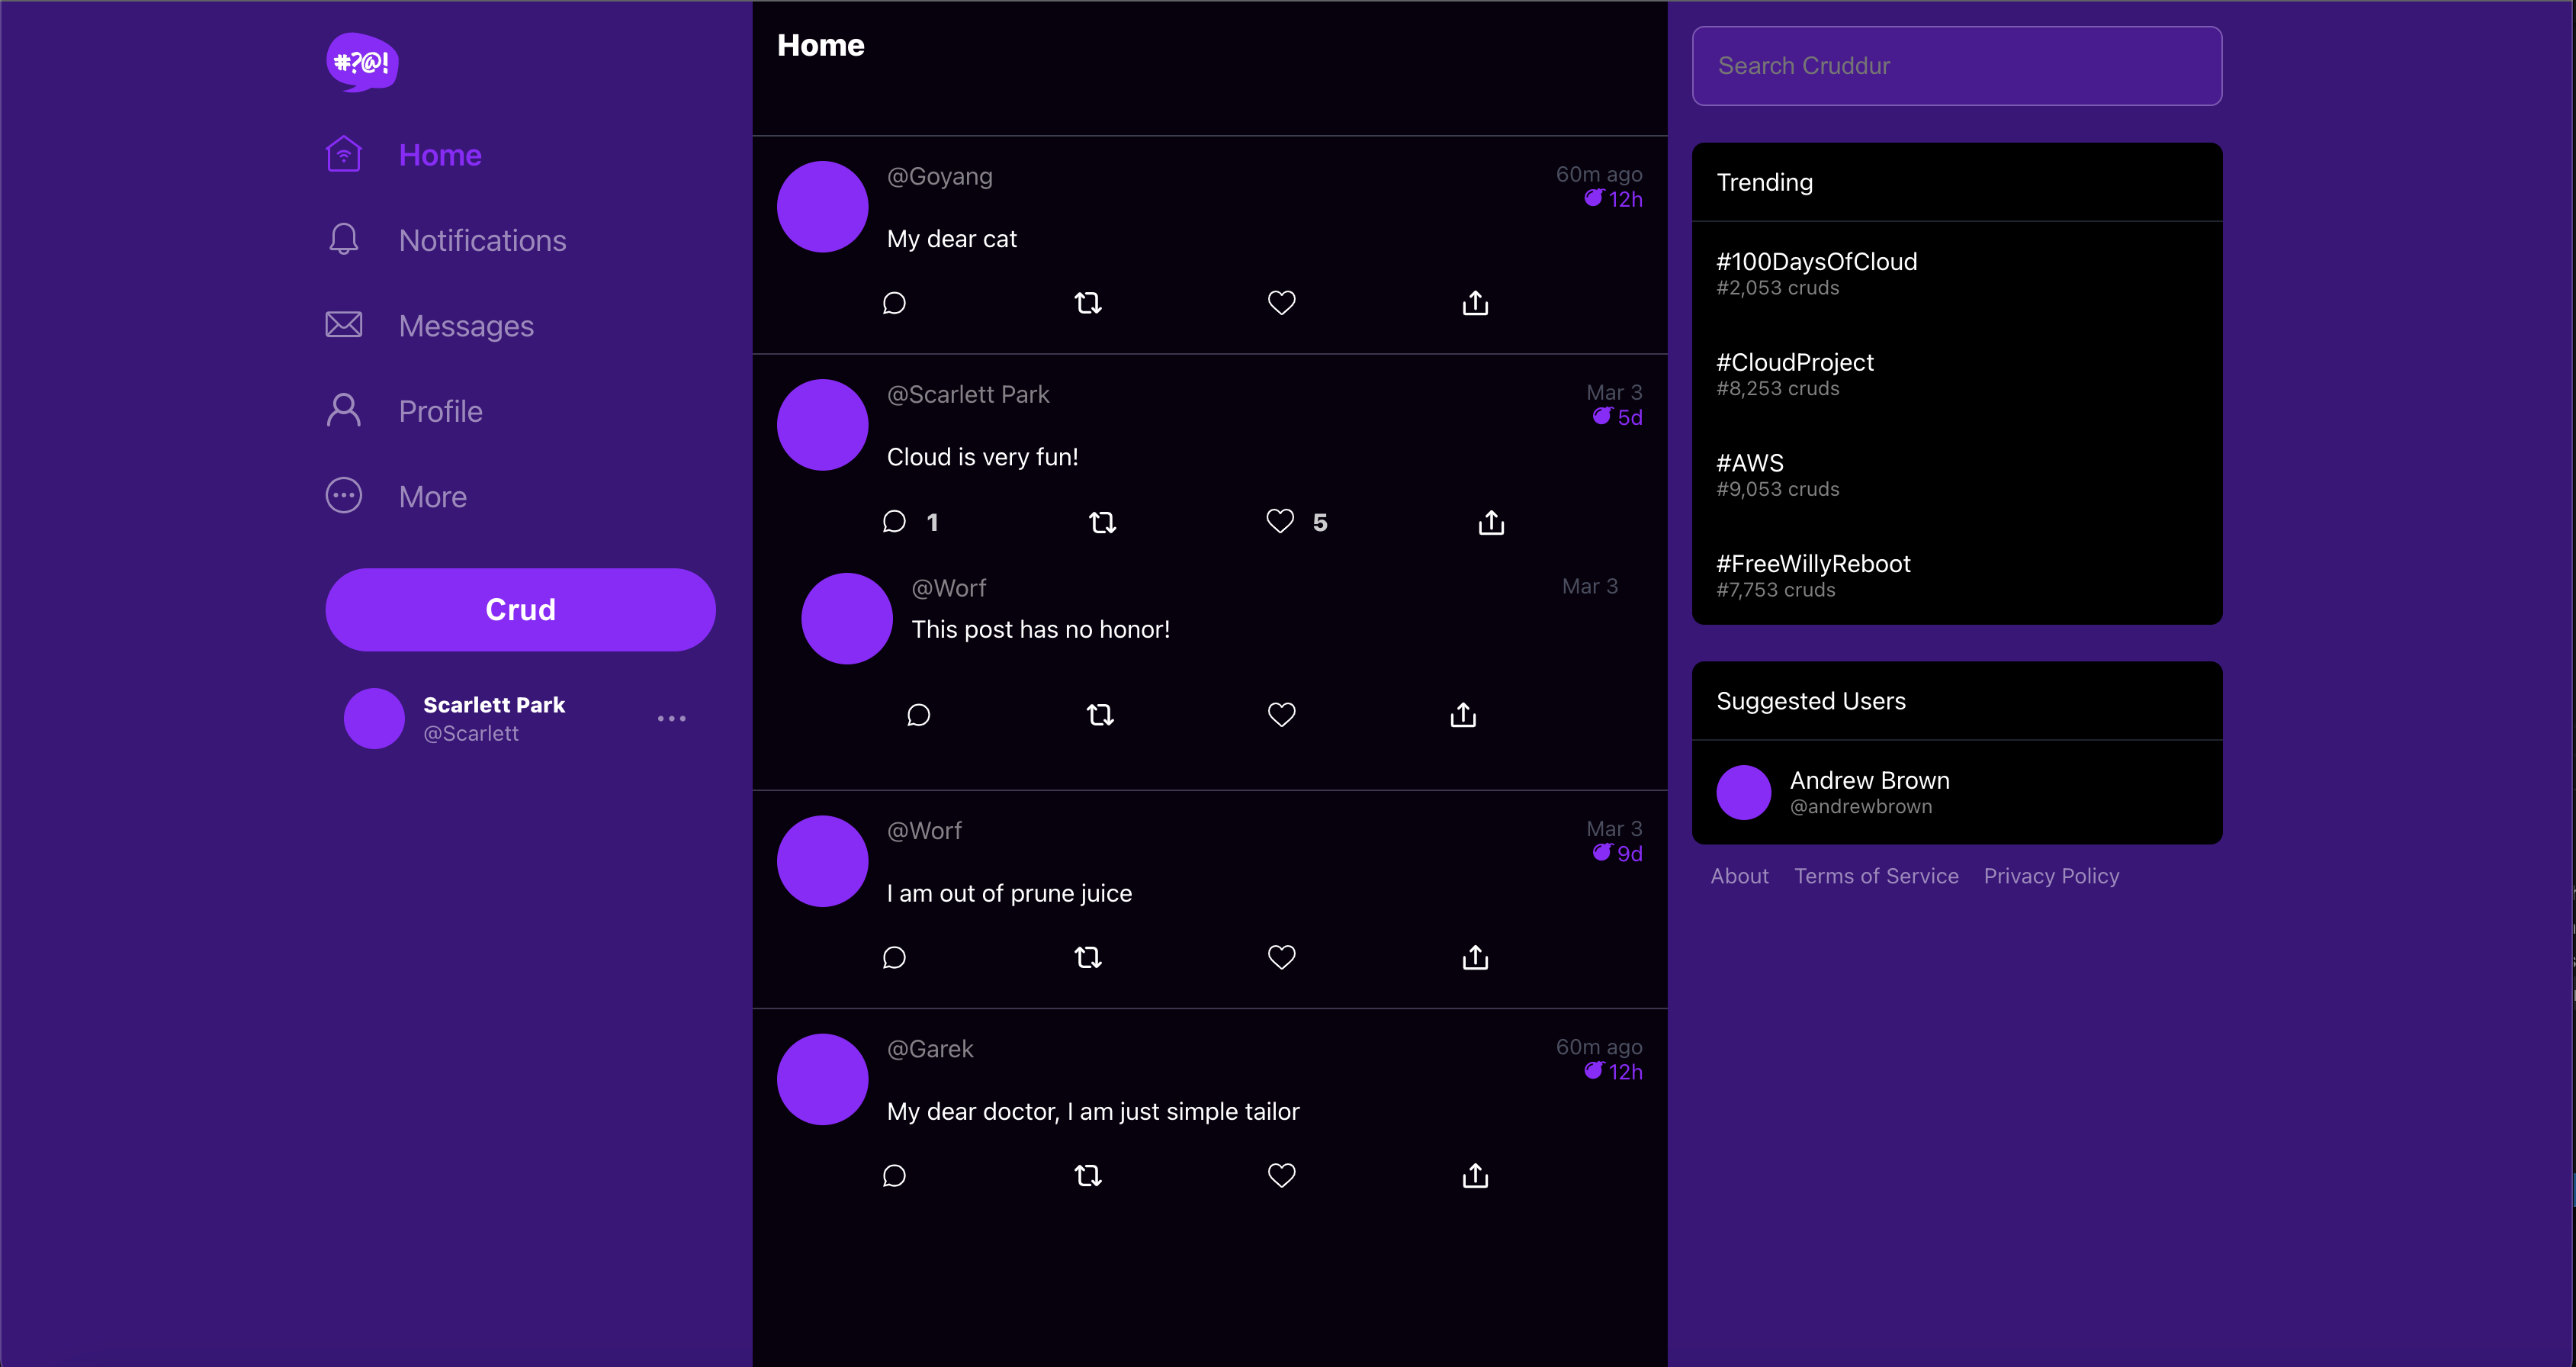 #?@!
Home
Notifications
Messages
Profile
More
Crud
Scarlett Park
@Scarlett
Home
@Goyang
60m ago
12h
My dear cat
@Scarlett Park
Mar 3
5d
Cloud is very fun!
1
5
@Worf
Mar 3
This post has no honor!
@Worf
Mar 3
9d
I am out of prune juice
@Garek
60m ago
12h
My dear doctor, I am just simple tailor
Search Cruddur
Trending
#100DaysOfCloud
#2,053 cruds
#CloudProject
#8,253 cruds
#AWS
#9,053 cruds
#FreeWillyReboot
#7,753 cruds
Suggested Users
Andrew Brown
@andrewbrown
About Terms of Service Privacy Policy